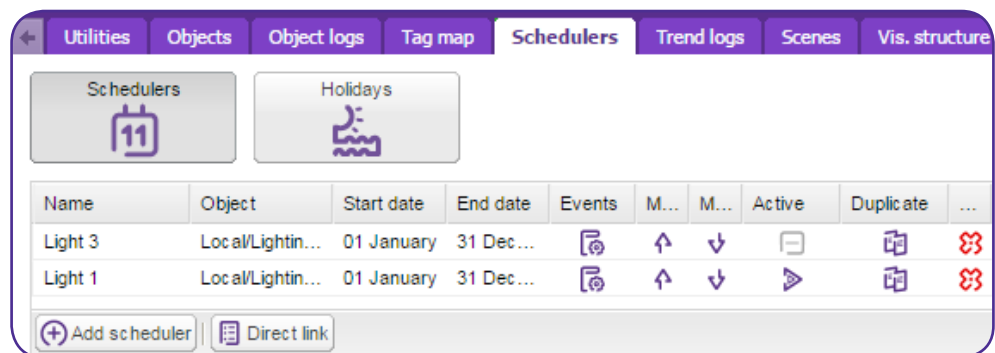 Utilities Objects Object logs Tag map Schedulers Trend logs Scenes Vis. structure
Schedulers Holidays
11
Name Object Start date End date Events M... M... Active Duplicate ...
Light 3 Local/Lightin... 01 January 31 Dec...
Light 1 Local/Lightin... 01 January 31 Dec...
Add scheduler Direct link